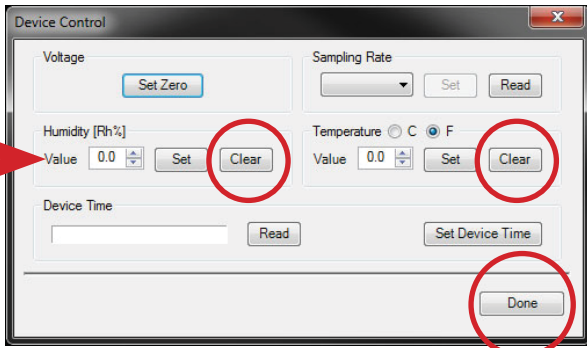 Device Control
x
Voltage
Set Zero
Sampling Rate
Set
Read
Humidity [Rh%]
Value 0.0 Set Clear
Temperature C F
Value 0.0 Set Clear
Device Time
Read
Set Device Time
Done